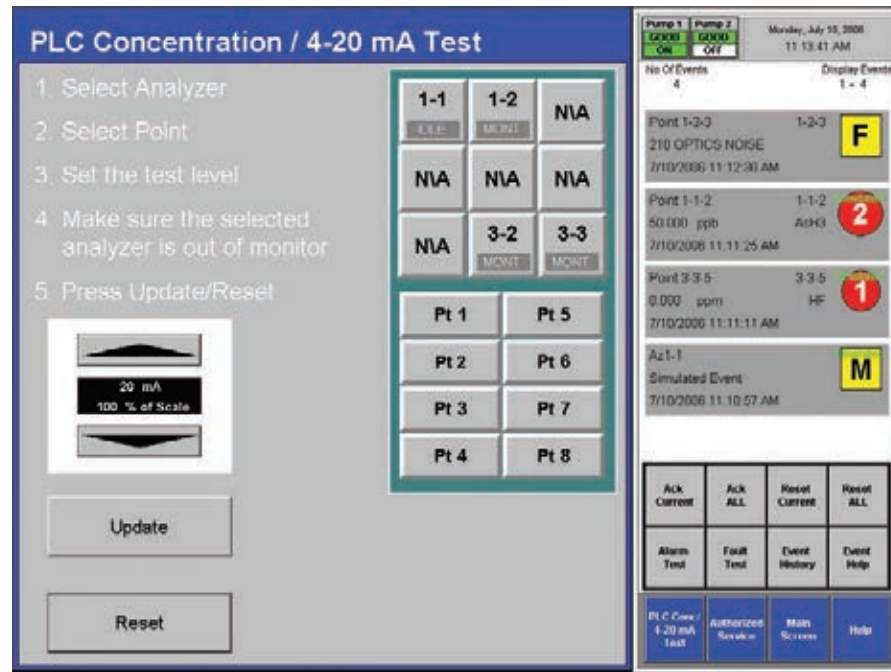 PLC Concentration / 4-20 mA Test
1 Select Analyzer
2 Select Point
3 Set the test level
4 Make sure the selected
analyzer is out of monitor
5 Press Update/Reset
20 mA
100 % of Scale
Update
Reset
1-1
IDLE
1-2
MONT
N\A
N\A
N\A
N\A
N\A
3-2
MONT
3-3
MONT
Pt 1
Pt 5
Pt 2
Pt 6
Pt 3
Pt 7
Pt 4
Pt 8
Pump 1
GOOD
ON
Pump 2
GOOD
OFF
Monday, July 10, 2006
11:13:41 AM
No Of Events
4
Display Events
1 - 4
Point 1-2-3 1-2-3
210 OPTICS NOISE
7/10/2006 11:12:36 AM
F
Point 1-1-2 1-1-2
50.000 ppb AsH3
7/10/2006 11:11:25 AM
2
Point 3-3-5 3-3-5
0.000 ppm HF
7/10/2006 11:11:11 AM
1
Az1-1
Simulated Event
7/10/2006 11:10:57 AM
M
Ack
Current
Ack
ALL
Reset
Current
Reset
ALL
Alarm
Test
Fault
Test
Event
History
Event
Help
PLC Conc/
4-20 mA
Test
Authorized
Service
Main
Screen
Help